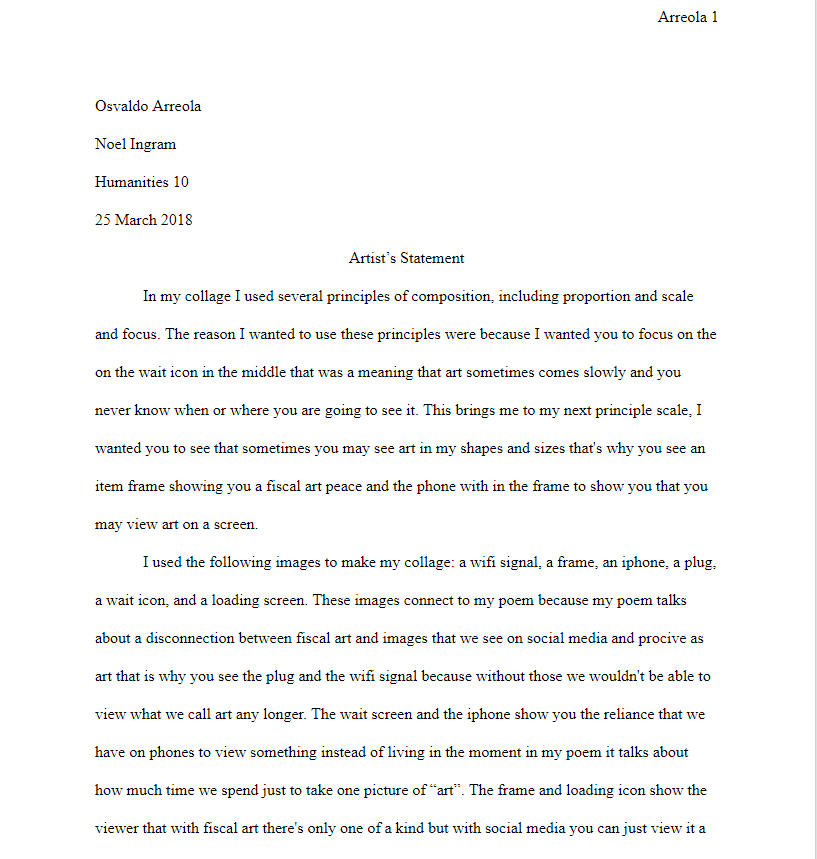 Arreola 1
Osvaldo Arreola
Noel Ingram
Humanities 10
25 March 2018
Artist's Statement
In my collage I used several principles of composition, including proportion and scale
and focus. The reason I wanted to use these principles were because I wanted you to focus on the
on the wait icon in the middle that was a meaning that art sometimes comes slowly and you
never know when or where you are going to see it. This brings me to my next principle scale, I
wanted you to see that sometimes you may see art in my shapes and sizes that's why you see an
item frame showing you a fiscal art peace and the phone with in the frame to show you that you
may view art on a screen.
I used the following images to make my collage: a wifi signal, a frame, an iphone, a plug,
a wait icon, and a loading screen. These images connect to my poem because my poem talks
about a disconnection between fiscal art and images that we see on social media and procive as
art that is why you see the plug and the wifi signal because without those we wouldn't be able to
view what we call art any longer. The wait screen and the iphone show you the reliance that we
have on phones to view something instead of living in the moment in my poem it talks about
how much time we spend just to take one picture of “art”. The frame and loading icon show the
viewer that with fiscal art there's only one of a kind but with social media you can just view it a